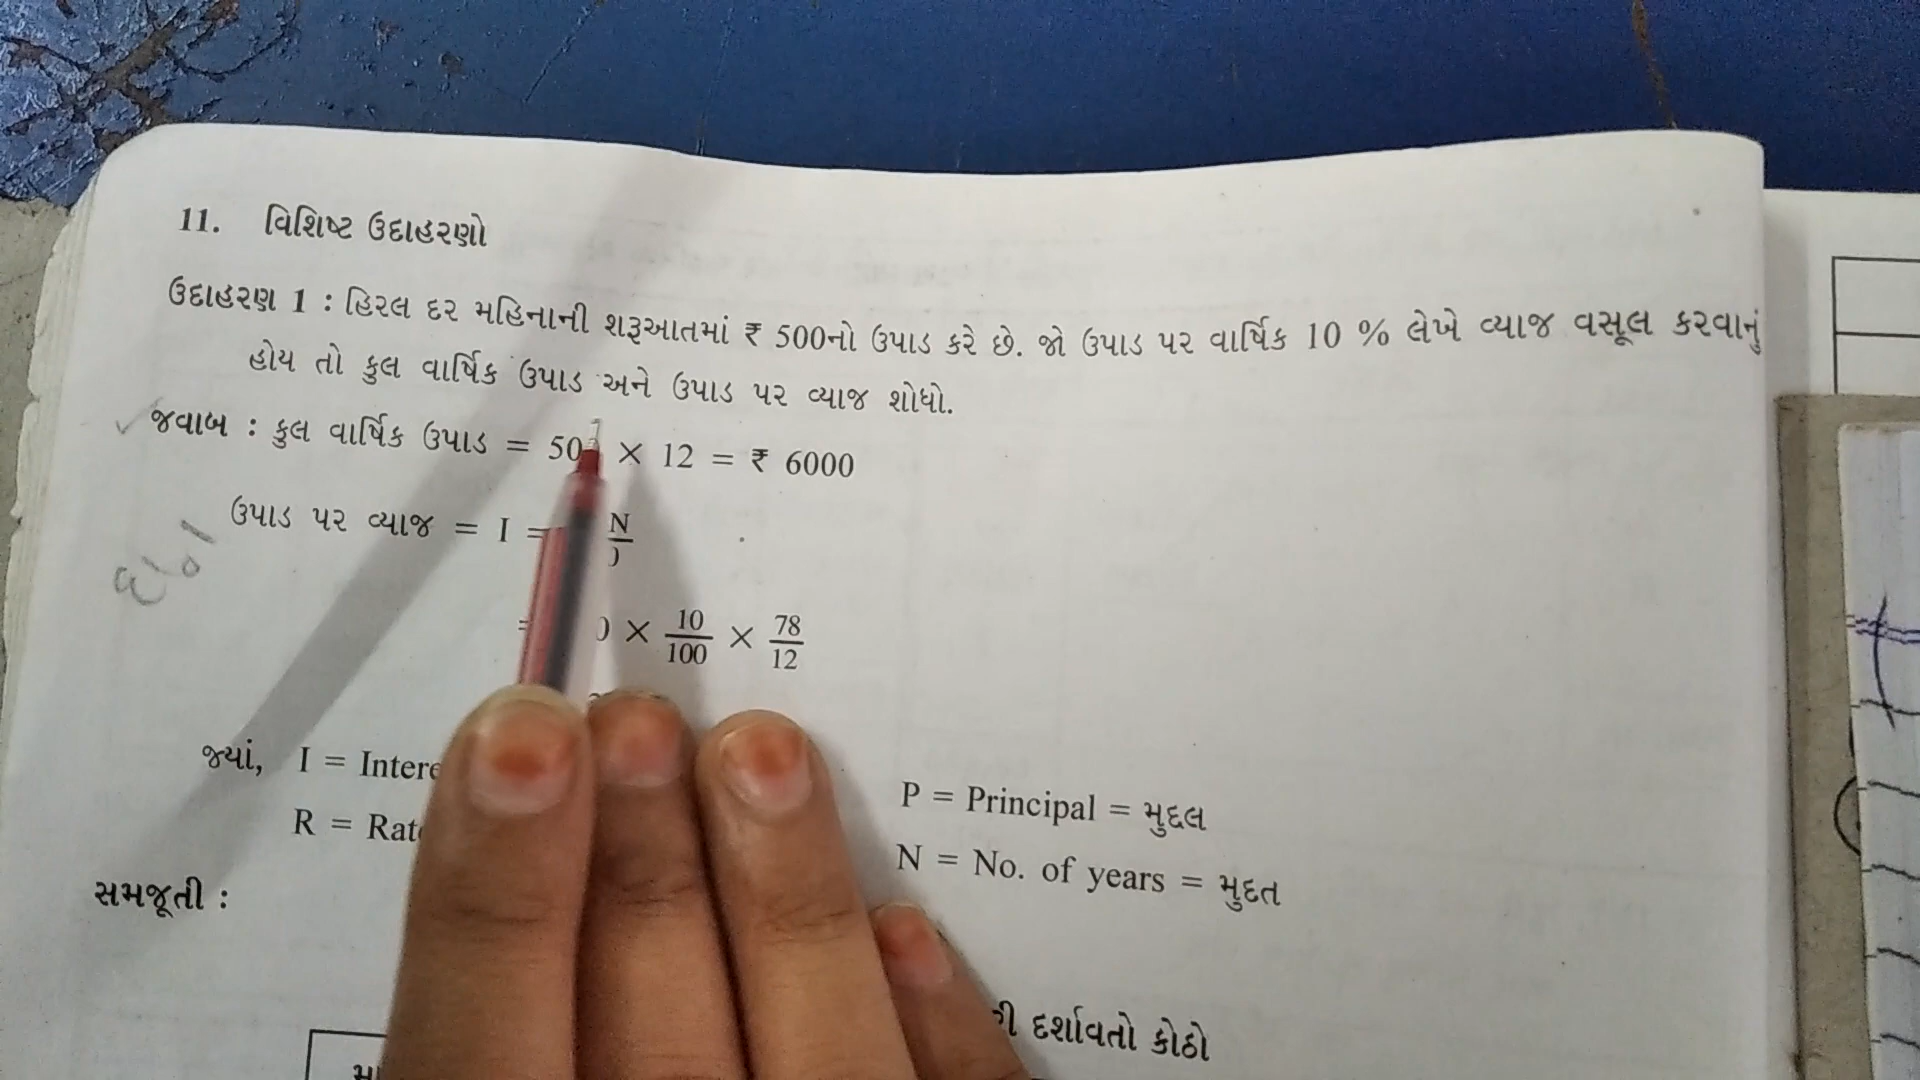 11. વિશિષ્ટ ઉદાહરણો
ઉદાહરણ 1 : હિરલ દર મહિનાની શરૂઆતમાં ₹ 500નો ઉપાડ કરે છે. જો ઉપાડ પર વાર્ષિક 10 % લેખે વ્યાજ વસૂલ કરવાનું
હોય તો કુલ વાર્ષિક ઉપાડ અને ઉપાડ પર વ્યાજ શોધો.
જવાબ : કુલ વાર્ષિક ઉપાડ = 50 × 12 = ₹ 6000
ઉપાડ પર વ્યાજ = I = N
× 10/100 × 78/12
જ્યાં, I =
P = Principal = મુદ્દલ
R =
N = No. of years = મુદ્દત
સમજૂતી :
દર્શાવતો કોઠો